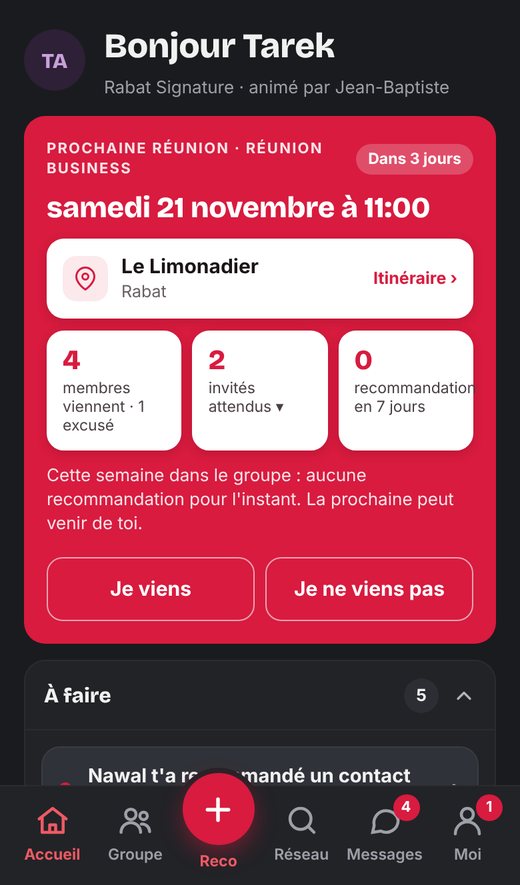 TA
Bonjour Tarek
Rabat Signature · animé par Jean-Baptiste
PROCHAINE RÉUNION · RÉUNION
BUSINESS
Dans 3 jours
samedi 21 novembre à 11:00
Le Limonadier
Rabat
Itinéraire ›
4
membres
viennent · 1
excusé
2
invités
attendus ▾
0
recommandation
en 7 jours
Cette semaine dans le groupe : aucune
recommandation pour l'instant. La prochaine peut
venir de toi.
Je viens
Je ne viens pas
À faire
5
Nawal t'a recommandé un contact
Accueil
Groupe
+
Reco
Réseau
4
Messages
1
Moi